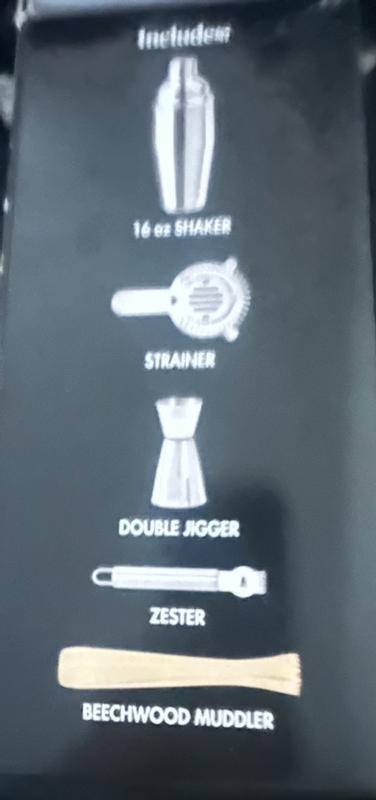 Includes:
16 oz SHAKER
STRAINER
DOUBLE JIGGER
ZESTER
BEECHWOOD MUDDLER